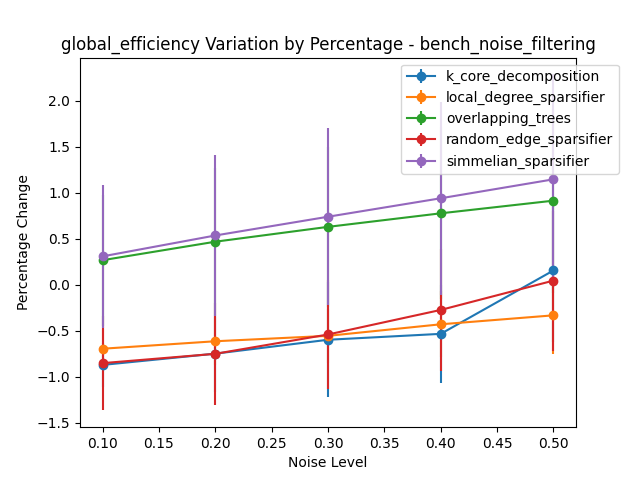 global_efficiency Variation by Percentage - bench_noise_filtering
k_core_decomposition
local_degree_sparsifier
overlapping_trees
random_edge_sparsifier
simmelian_sparsifier
Percentage Change
2.0
1.5
1.0
0.5
0.0
−0.5
−1.0
−1.5
0.10 0.15 0.20 0.25 0.30 0.35 0.40 0.45 0.50
Noise Level